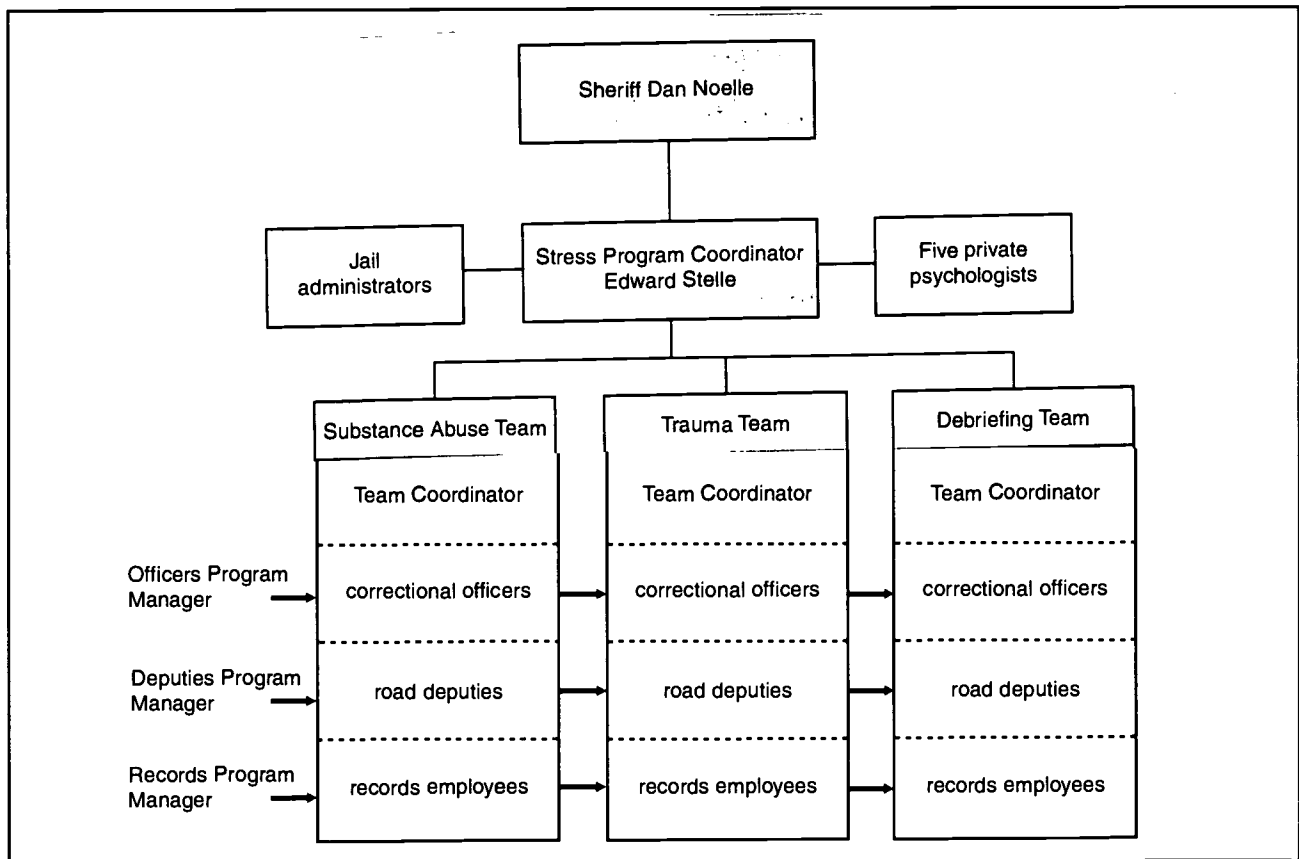 Sheriff Dan Noelle
Jail
administrators
Stress Program Coordinator
Edward Stelle
Five private
psychologists
Substance Abuse Team
Trauma Team
Debriefing Team
Team Coordinator
Team Coordinator
Team Coordinator
Officers Program
Manager
correctional officers
correctional officers
correctional officers
Deputies Program
Manager
road deputies
road deputies
road deputies
Records Program
Manager
records employees
records employees
records employees